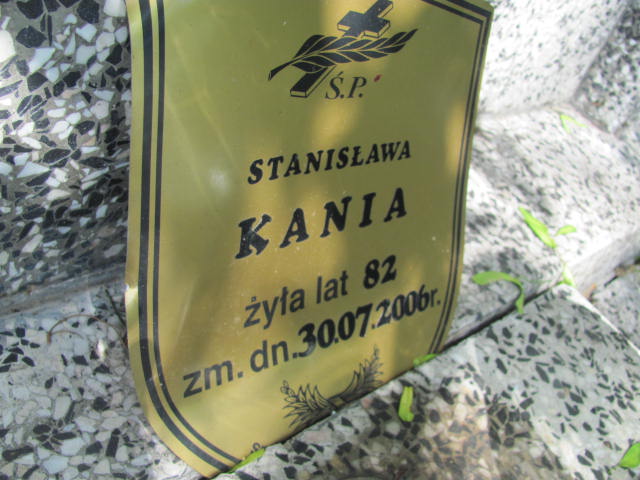 Ś.P.
STANISŁAWA
KANIA
żyła lat 82
zm. dn.30.07.2006r.